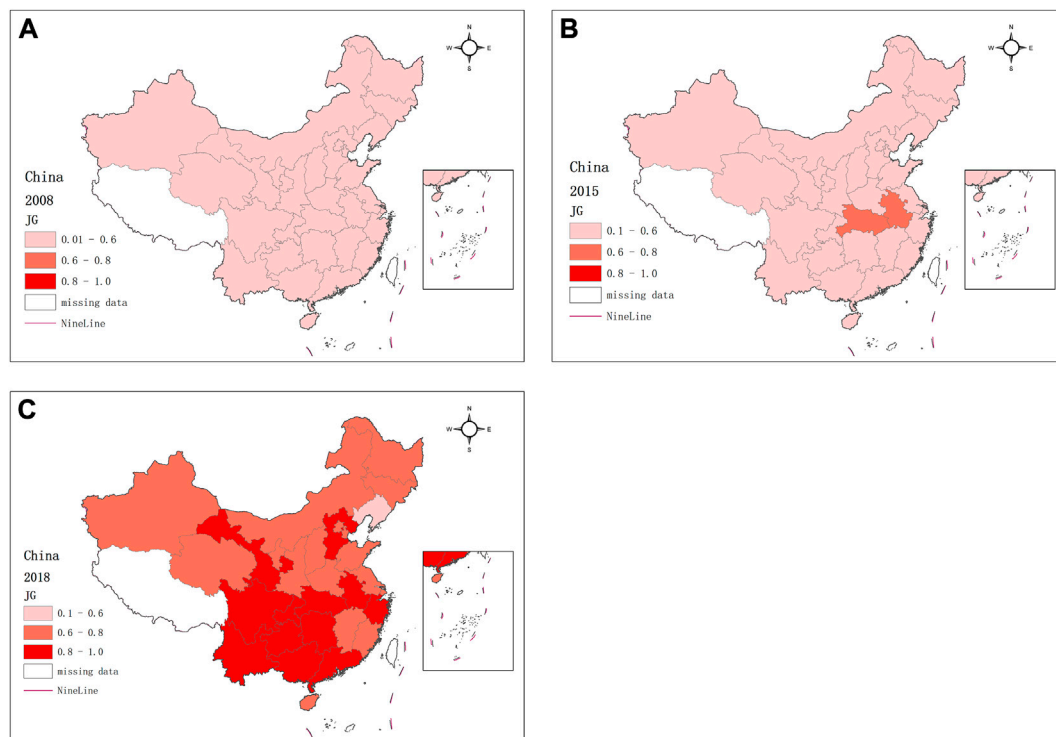 A
N
W E
S
China
2008
JG
0.01 - 0.6
0.6 - 0.8
0.8 - 1.0
missing data
NineLine
B
N
W E
S
China
2015
JG
0.1 - 0.6
0.6 - 0.8
0.8 - 1.0
missing data
NineLine
C
N
W E
S
China
2018
JG
0.1 - 0.6
0.6 - 0.8
0.8 - 1.0
missing data
NineLine